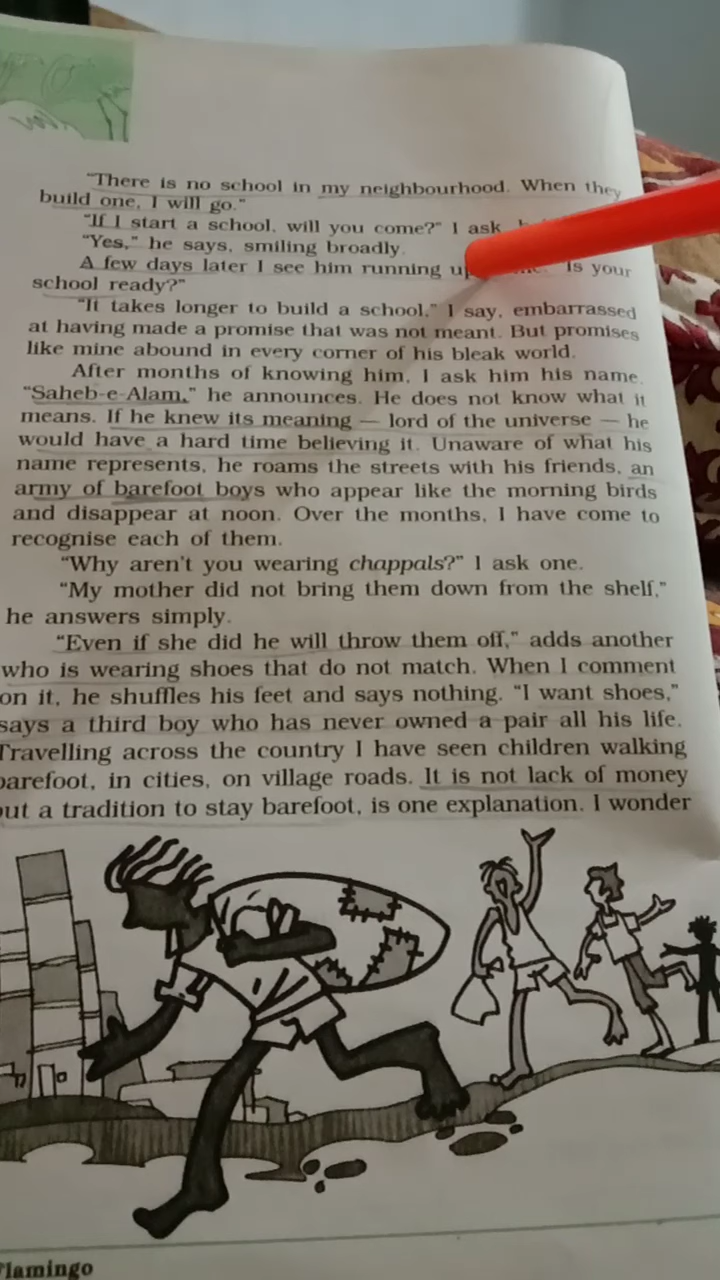 "There is no school in my neighbourhood. When they
build one, I will go."
"If I start a school, will you come?" I ask,
"Yes," he says, smiling broadly.
A few days later I see him running up Is your
school ready?"
"It takes longer to build a school," I say, embarrassed
at having made a promise that was not meant. But promises
like mine abound in every corner of his bleak world.
After months of knowing him, I ask him his name.
"Saheb-e-Alam," he announces. He does not know what it
means. If he knew its meaning — lord of the universe — he
would have a hard time believing it. Unaware of what his
name represents, he roams the streets with his friends, an
army of barefoot boys who appear like the morning birds
and disappear at noon. Over the months, I have come to
recognise each of them.
"Why aren't you wearing chappals?" I ask one.
"My mother did not bring them down from the shelf,"
he answers simply.
"Even if she did he will throw them off," adds another
who is wearing shoes that do not match. When I comment
on it, he shuffles his feet and says nothing. "I want shoes,"
says a third boy who has never owned a pair all his life.
Travelling across the country I have seen children walking
barefoot, in cities, on village roads. It is not lack of money
but a tradition to stay barefoot, is one explanation. I wonder
Flamingo